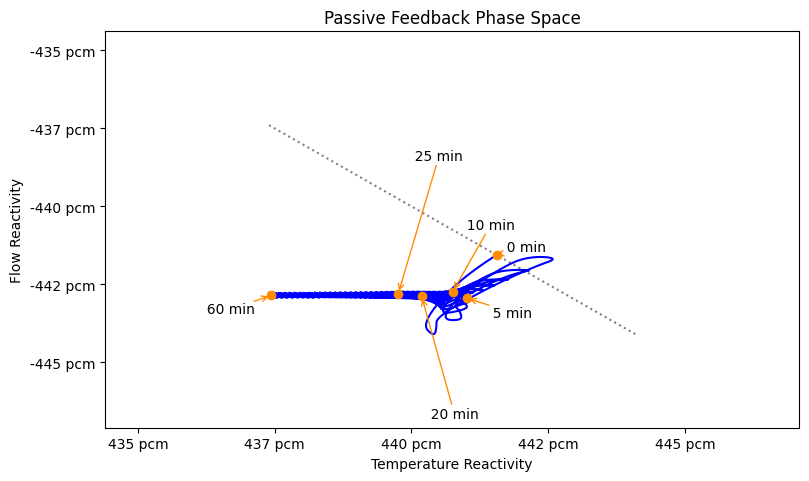 Passive Feedback Phase Space
-435 pcm
-437 pcm
-440 pcm
-442 pcm
-445 pcm
Flow Reactivity
25 min
10 min
0 min
60 min
5 min
20 min
435 pcm
437 pcm
440 pcm
442 pcm
445 pcm
Temperature Reactivity